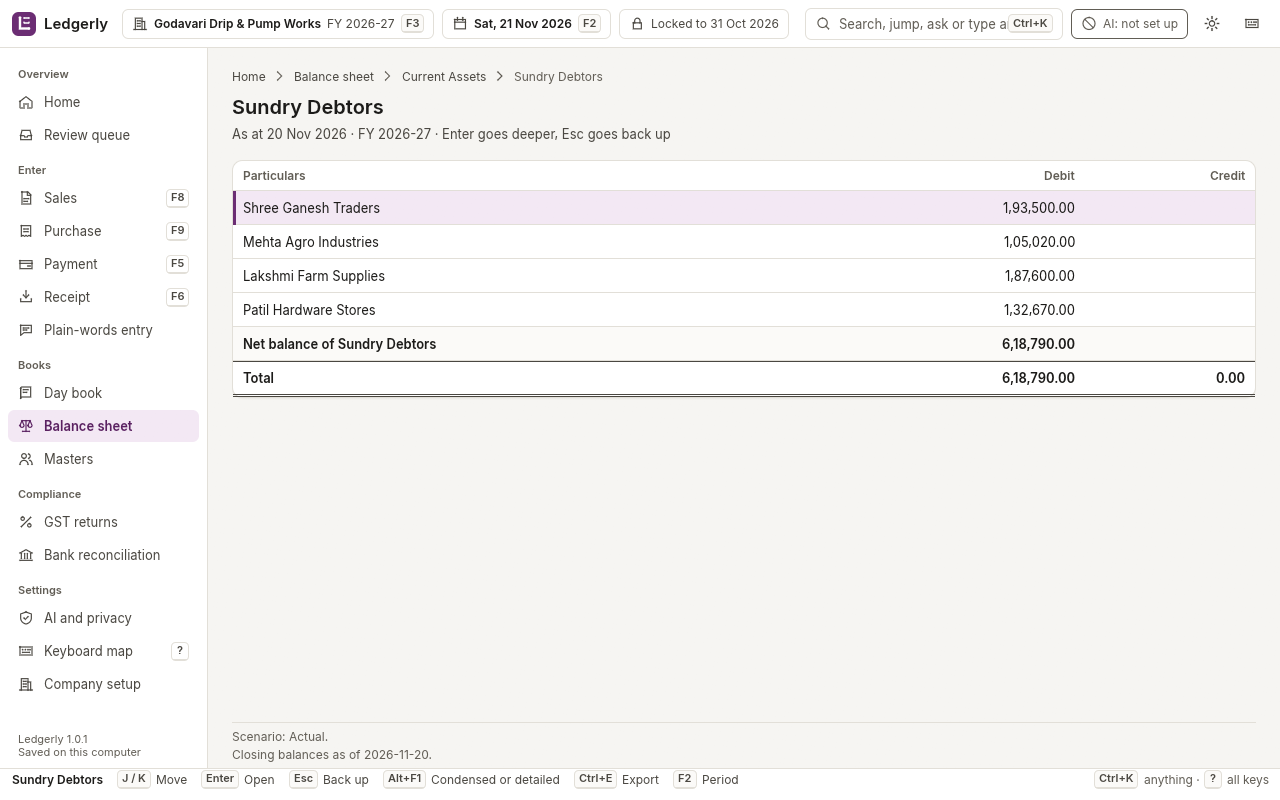 Ledgerly
Godavari Drip & Pump Works FY 2026-27 F3
Sat, 21 Nov 2026 F2
Locked to 31 Oct 2026
Search, jump, ask or type a Ctrl+K
AI: not set up
Overview
Home
Review queue
Enter
Sales F8
Purchase F9
Payment F5
Receipt F6
Plain-words entry
Books
Day book
Balance sheet
Masters
Compliance
GST returns
Bank reconciliation
Settings
AI and privacy
Keyboard map ?
Company setup
Ledgerly 1.0.1
Saved on this computer
Home Balance sheet Current Assets Sundry Debtors
Sundry Debtors
As at 20 Nov 2026 · FY 2026-27 · Enter goes deeper, Esc goes back up
Particulars Debit Credit
Shree Ganesh Traders 1,93,500.00
Mehta Agro Industries 1,05,020.00
Lakshmi Farm Supplies 1,87,600.00
Patil Hardware Stores 1,32,670.00
Net balance of Sundry Debtors 6,18,790.00
Total 6,18,790.00 0.00
Scenario: Actual.
Closing balances as of 2026-11-20.
Sundry Debtors J / K Move Enter Open Esc Back up Alt+F1 Condensed or detailed Ctrl+E Export F2 Period Ctrl+K anything · ? all keys